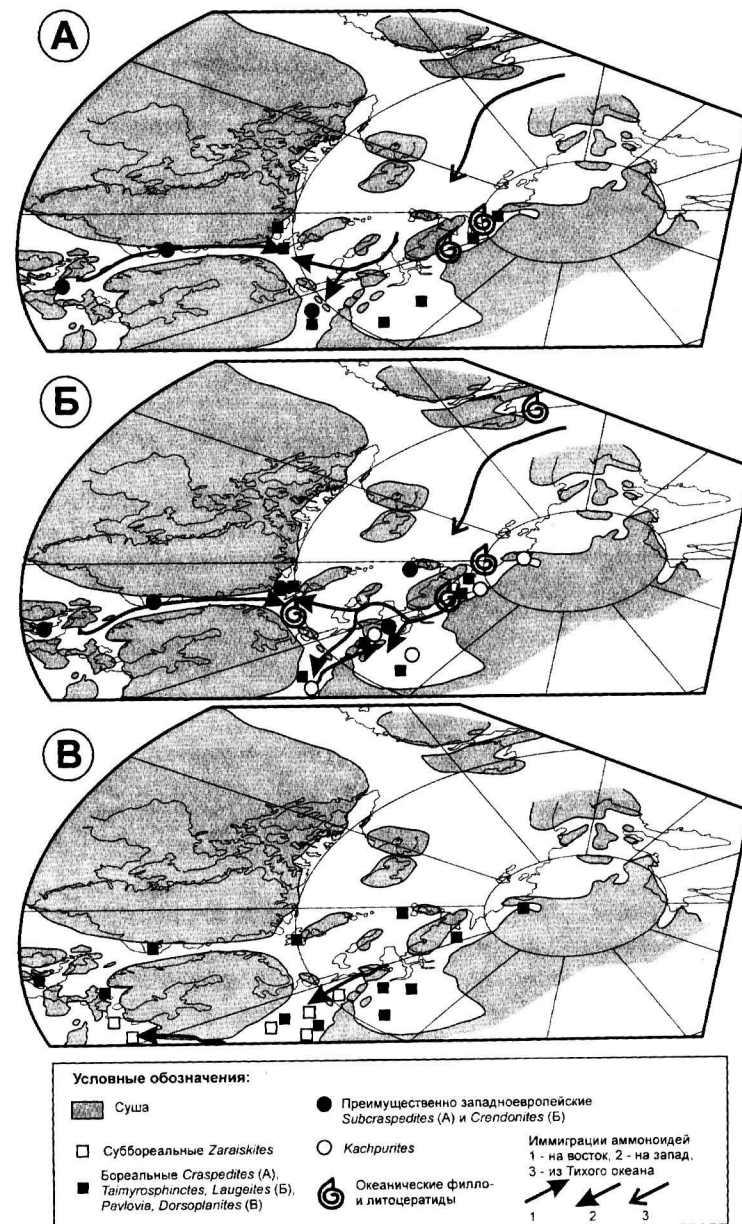 А
Б
В
Условные обозначения:
Суша
Суббореальные Zaraiskites
Бореальные Craspedites (А),
Taimyrosphinctes, Laugeites (Б),
Pavlovia, Dorsoplanites (В)
Преимущественно западноевропейские
Subcraspedites (А) и Crendonites (Б)
Kachpurites
Океанические филло-
и литоцератиды
Иммиграции аммоноидей
1 - на восток, 2 - на запад,
3 - из Тихого океана
1 2 3